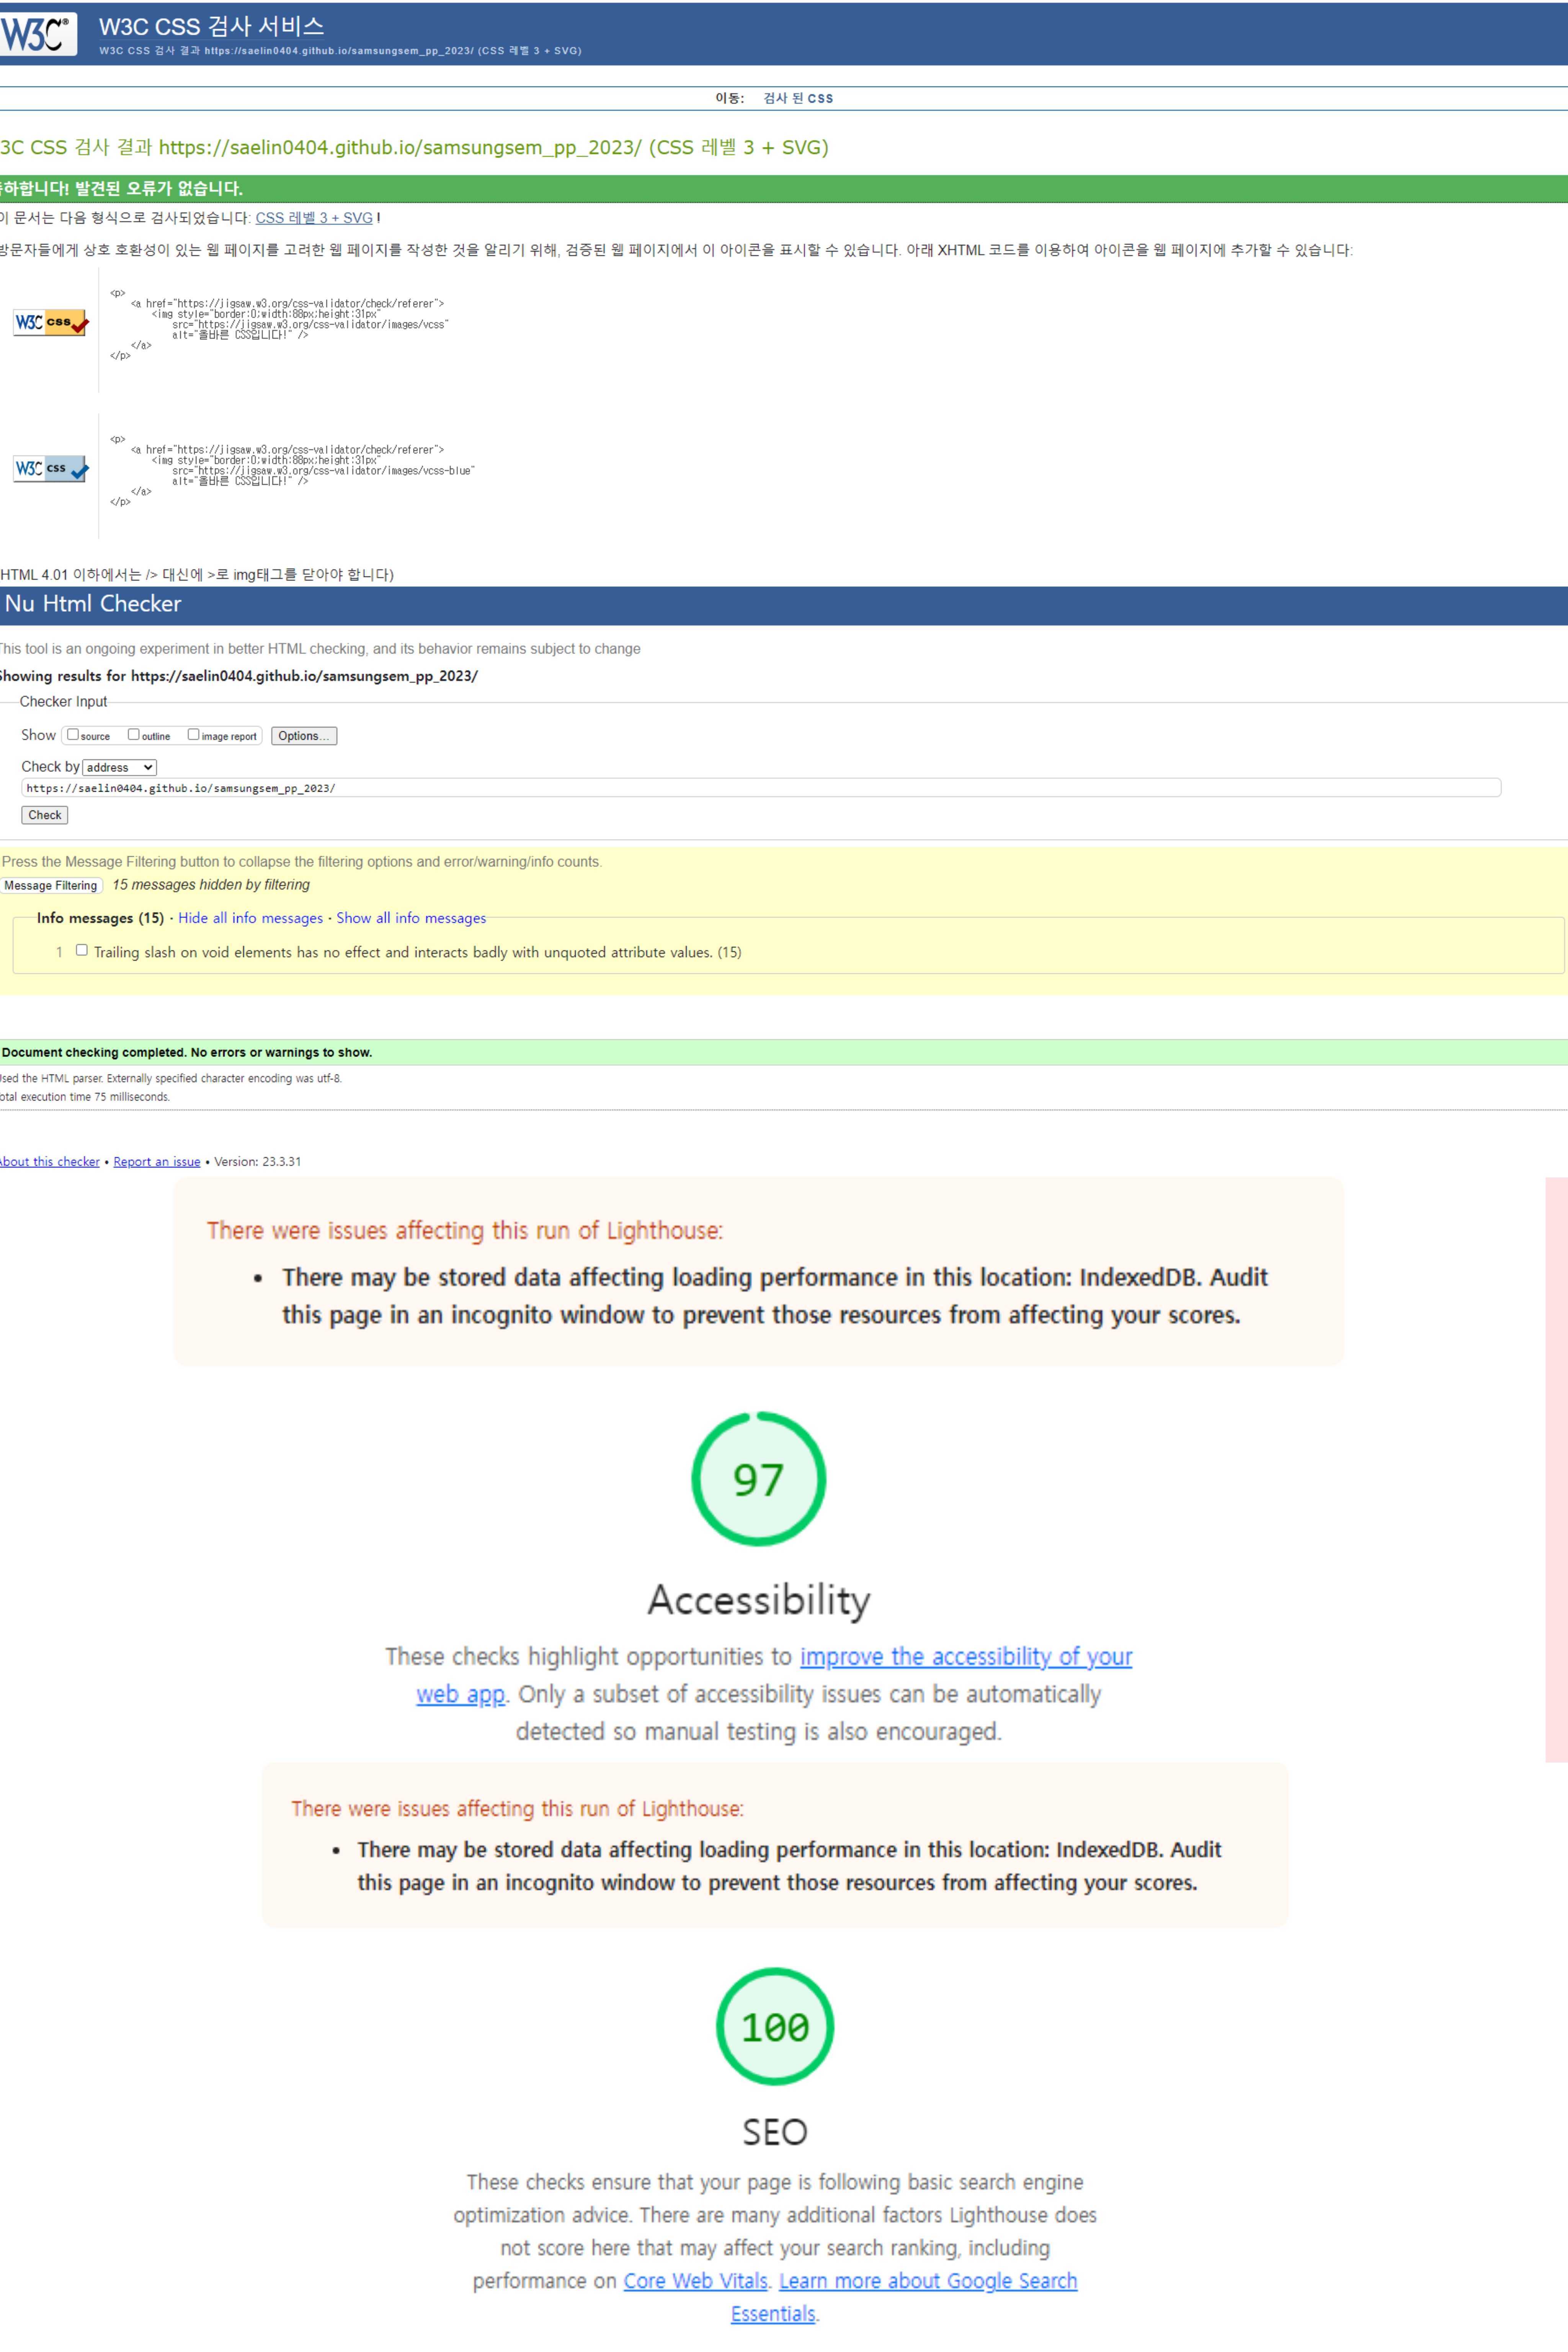 W3C®
W3C CSS 검사 서비스
W3C CSS 검사 결과 https://saelin0404.github.io/samsungsem_pp_2023/ (CSS 레벨 3 + SVG)
이동: 검사 된 CSS
3C CSS 검사 결과 https://saelin0404.github.io/samsungsem_pp_2023/ (CSS 레벨 3 + SVG)
하합니다! 발견된 오류가 없습니다.
이 문서는 다음 형식으로 검사되었습니다: CSS 레벨 3 + SVG !
방문자들에게 상호 호환성이 있는 웹 페이지를 고려한 웹 페이지를 작성한 것을 알리기 위해, 검증된 웹 페이지에서 이 아이콘을 표시할 수 있습니다. 아래 XHTML 코드를 이용하여 아이콘을 웹 페이지에 추가할 수 있습니다:
W3C css
<p>
<a href="https://jigsaw.w3.org/css-validator/check/referer">
<img style="border:0;width:88px;height:31px"
src="https://jigsaw.w3.org/css-validator/images/vcss"
alt="올바른 CSS입니다!" />
</a>
</p>
W3C css
<p>
<a href="https://jigsaw.w3.org/css-validator/check/referer">
<img style="border:0;width:88px;height:31px"
src="https://jigsaw.w3.org/css-validator/images/vcss-blue"
alt="올바른 CSS입니다!" />
</a>
</p>
HTML 4.01 이하에서는 /> 대신에 >로 img태그를 닫아야 합니다)
Nu Html Checker
This tool is an ongoing experiment in better HTML checking, and its behavior remains subject to change
Showing results for https://saelin0404.github.io/samsungsem_pp_2023/
Checker Input
Show source outline image report Options...
Check by address
https://saelin0404.github.io/samsungsem_pp_2023/
Check
Press the Message Filtering button to collapse the filtering options and error/warning/info counts.
Message Filtering 15 messages hidden by filtering
Info messages (15) · Hide all info messages · Show all info messages
1 Trailing slash on void elements has no effect and interacts badly with unquoted attribute values. (15)
Document checking completed. No errors or warnings to show.
Used the HTML parser. Externally specified character encoding was utf-8.
Total execution time 75 milliseconds.
About this checker • Report an issue • Version: 23.3.31
There were issues affecting this run of Lighthouse:
• There may be stored data affecting loading performance in this location: IndexedDB. Audit
this page in an incognito window to prevent those resources from affecting your scores.
97
Accessibility
These checks highlight opportunities to improve the accessibility of your
web app. Only a subset of accessibility issues can be automatically
detected so manual testing is also encouraged.
There were issues affecting this run of Lighthouse:
• There may be stored data affecting loading performance in this location: IndexedDB. Audit
this page in an incognito window to prevent those resources from affecting your scores.
100
SEO
These checks ensure that your page is following basic search engine
optimization advice. There are many additional factors Lighthouse does
not score here that may affect your search ranking, including
performance on Core Web Vitals. Learn more about Google Search
Essentials.